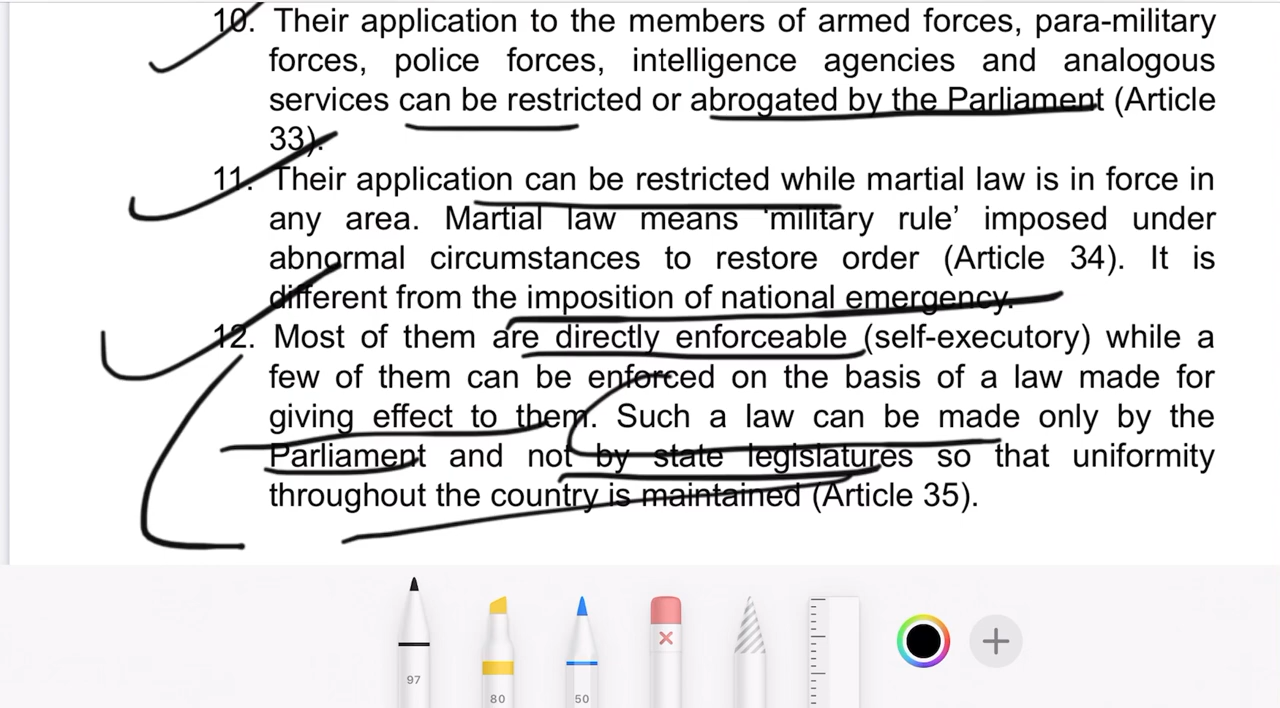 10. Their application to the members of armed forces, para-military
forces, police forces, intelligence agencies and analogous
services can be restricted or abrogated by the Parliament (Article
33).
11. Their application can be restricted while martial law is in force in
any area. Martial law means ‘military rule’ imposed under
abnormal circumstances to restore order (Article 34). It is
different from the imposition of national emergency.
12. Most of them are directly enforceable (self-executory) while a
few of them can be enforced on the basis of a law made for
giving effect to them. Such a law can be made only by the
Parliament and not by state legislatures so that uniformity
throughout the country is maintained (Article 35).
97
80
50